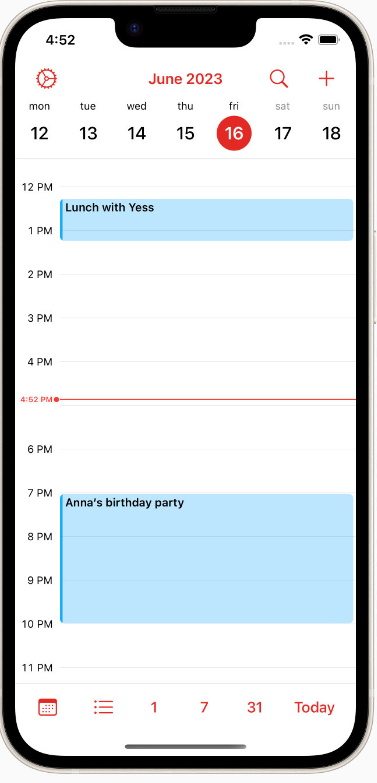 4:52
June 2023
mon tue wed thu fri sat sun
12 13 14 15 16 17 18
12 PM
Lunch with Yess
1 PM
2 PM
3 PM
4 PM
4:52 PM
6 PM
7 PM
Anna's birthday party
8 PM
9 PM
10 PM
11 PM
1 7 31 Today